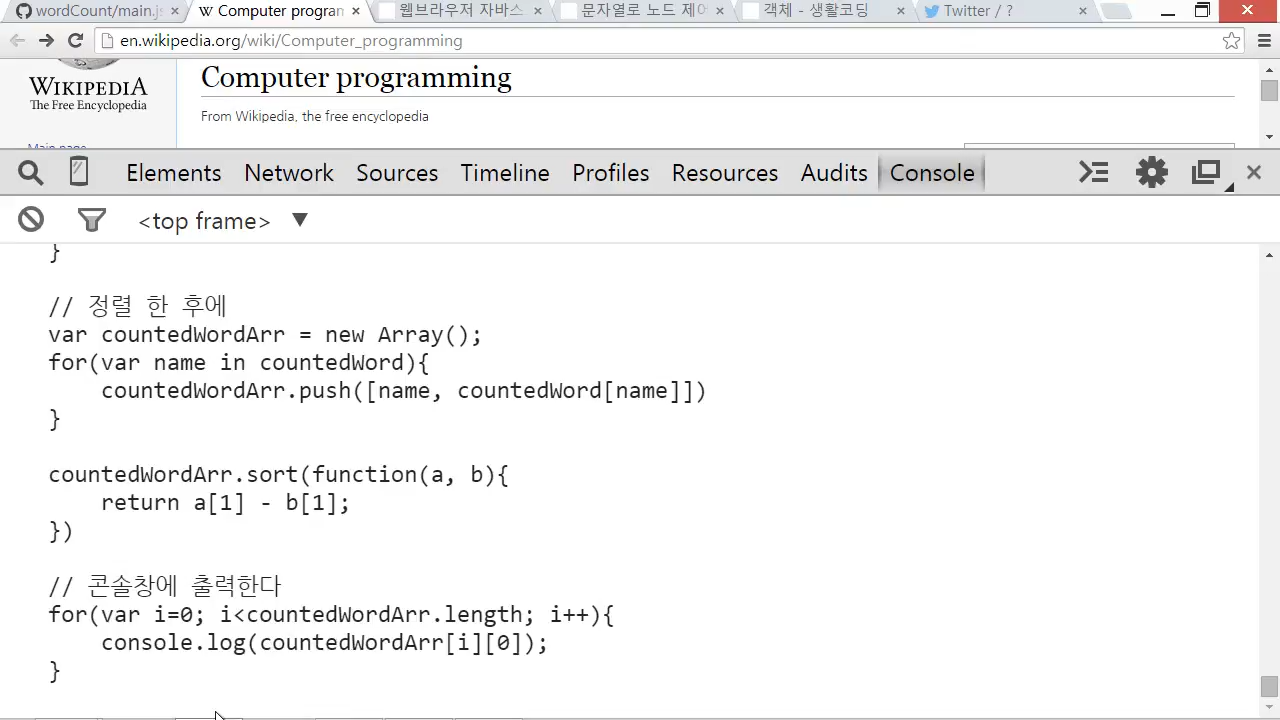 wordCount/main.js
Computer program
웹브라우저 자바스
문자열로 노드 제어
객체 - 생활코딩
Twitter / ?
en.wikipedia.org/wiki/Computer_programming
WIKIPEDIA
The Free Encyclopedia
Main page
Computer programming
From Wikipedia, the free encyclopedia
Elements Network Sources Timeline Profiles Resources Audits Console
<top frame>
}
// 정렬 한 후에
var countedWordArr = new Array();
for(var name in countedWord){
countedWordArr.push([name, countedWord[name]])
}
countedWordArr.sort(function(a, b){
return a[1] - b[1];
})
// 콘솔창에 출력한다
for(var i=0; i<countedWordArr.length; i++){
console.log(countedWordArr[i][0]);
}